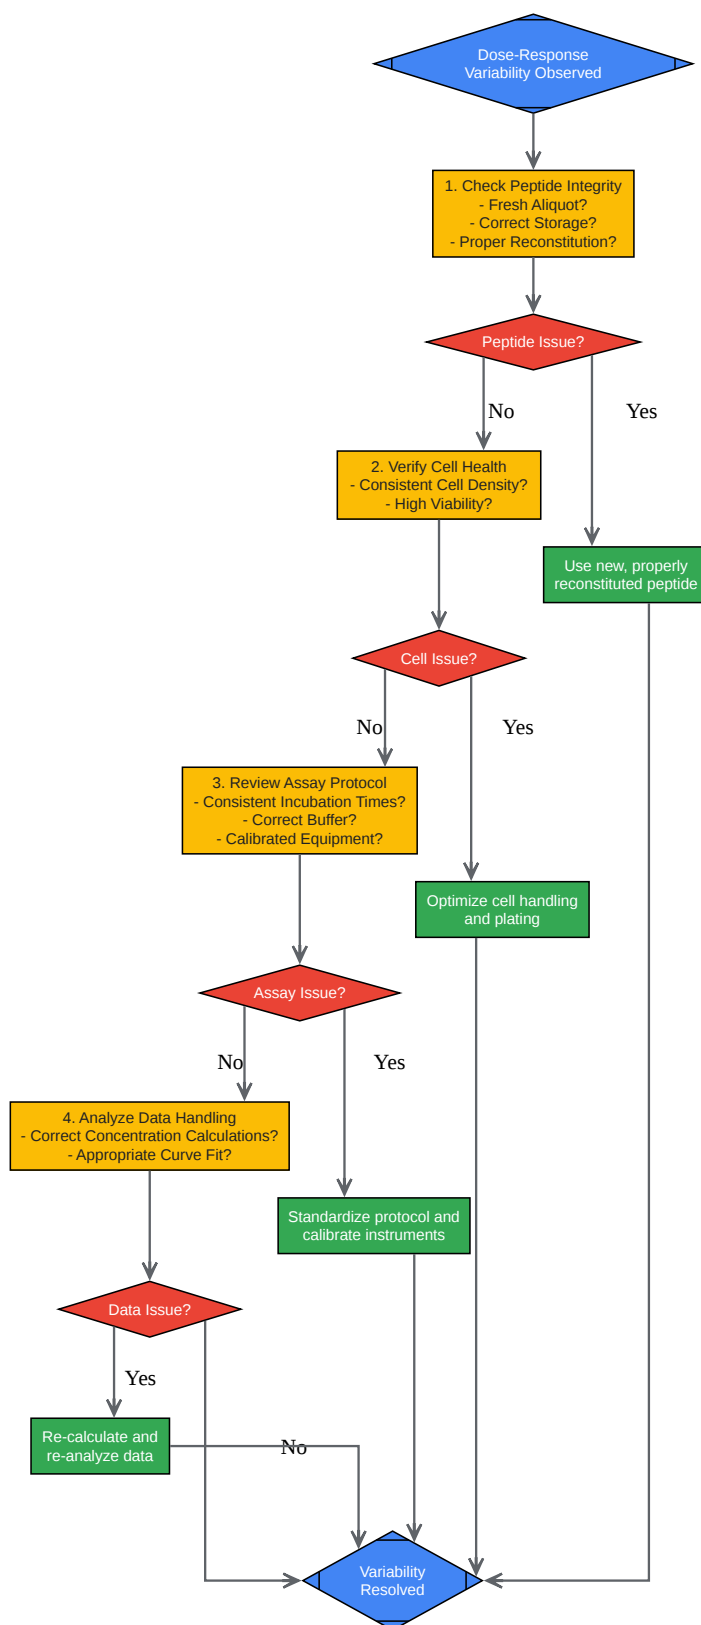 Dose-Response
Variability Observed
1. Check Peptide Integrity
- Fresh Aliquot?
- Correct Storage?
- Proper Reconstitution?
Peptide Issue?
No
Yes
2. Verify Cell Health
- Consistent Cell Density?
- High Viability?
Use new, properly
reconstituted peptide
Cell Issue?
No
Yes
3. Review Assay Protocol
- Consistent Incubation Times?
- Correct Buffer?
- Calibrated Equipment?
Optimize cell handling
and plating
Assay Issue?
No
Yes
4. Analyze Data Handling
- Correct Concentration Calculations?
- Appropriate Curve Fit?
Standardize protocol and
calibrate instruments
Data Issue?
Yes
No
Re-calculate and
re-analyze data
Variability
Resolved